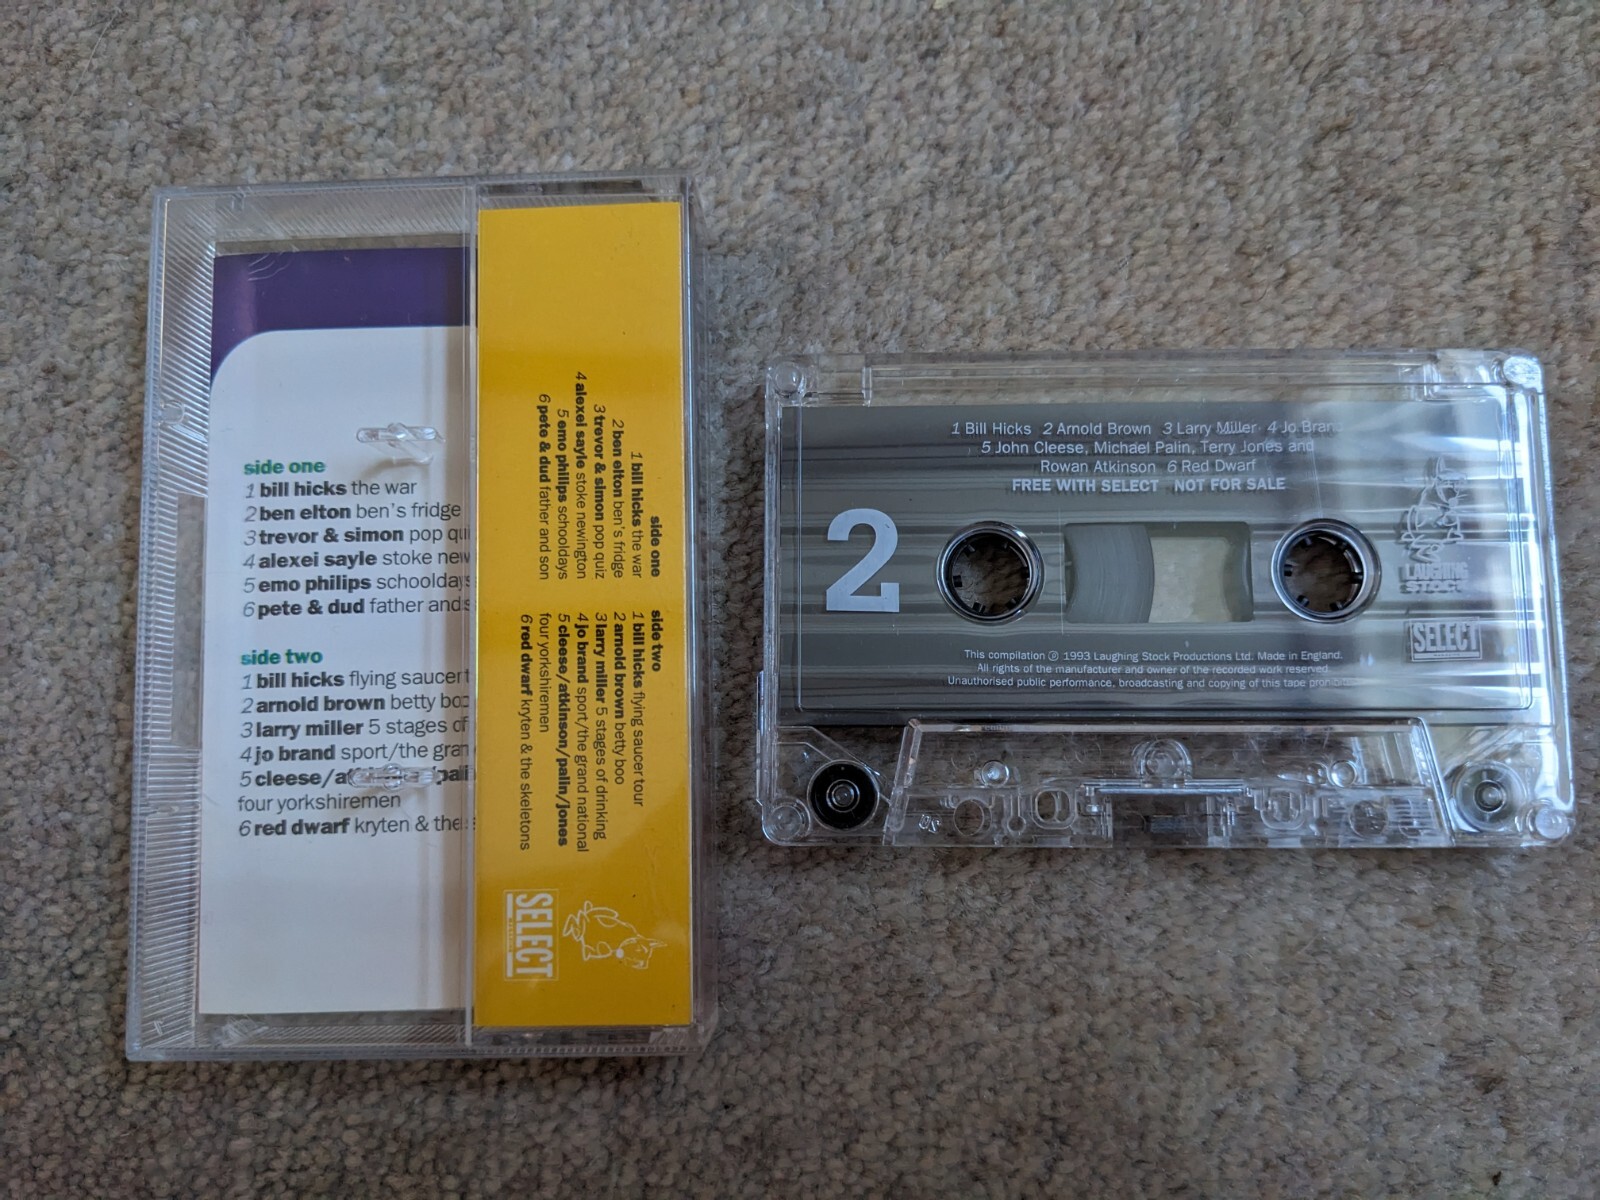 side one
1 bill hicks the war
2 ben elton ben's fridge
3 trevor & simon pop qui
4 alexei sayle stoke new
5 emo philips schooldays
6 pete & dud father and s
side two
1 bill hicks flying saucer t
2 arnold brown betty boo
3 larry miller 5 stages of
4 jo brand sport/the gran
5 cleese/a pali
four yorkshiremen
6 red dwarf kryten & the s
side one
1 bill hicks the war
2 ben elton ben's fridge
3 trevor & simon pop quiz
4 alexei sayle stoke newington
5 emo philips schooldays
6 pete & dud father and son
side two
1 bill hicks flying saucer tour
2 arnold brown betty boo
3 larry miller 5 stages of drinking
4 jo brand sport/the grand national
5 cleese/atkinson/palin/jones
four yorkshiremen
6 red dwarf kryten & the skeletons
SELECT
1 Bill Hicks 2 Arnold Brown 3 Larry Miller 4 Jo Brand
5 John Cleese, Michael Palin, Terry Jones and
Rowan Atkinson 6 Red Dwarf
FREE WITH SELECT NOT FOR SALE
2
LAUGHING
STOCK
SELECT
This compilation ℗ 1993 Laughing Stock Productions Ltd. Made in England.
All rights of the manufacturer and owner of the recorded work reserved.
Unauthorised public performance, broadcasting and copying of this tape prohibited